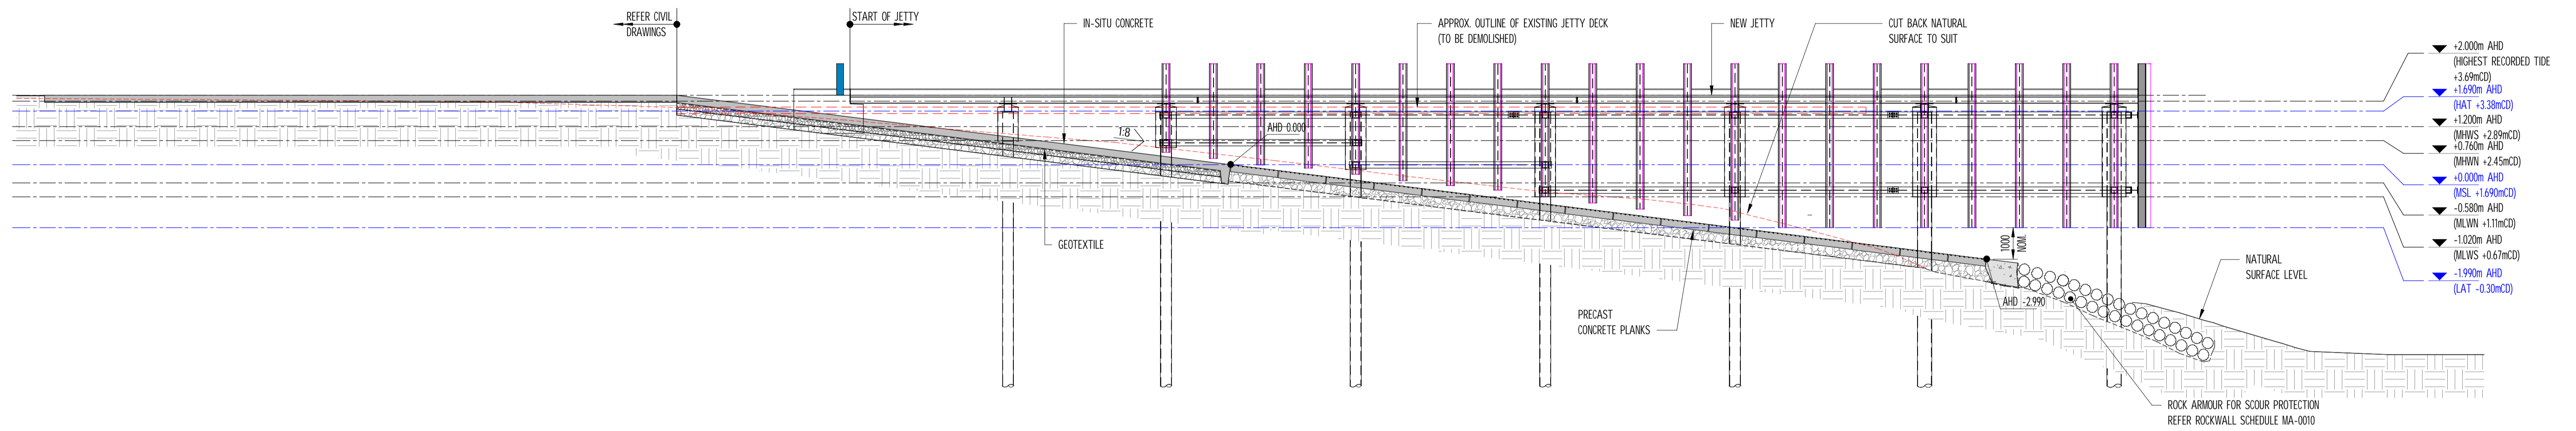 REFER CIVIL
DRAWINGS
START OF JETTY
IN-SITU CONCRETE
APPROX. OUTLINE OF EXISTING JETTY DECK
(TO BE DEMOLISHED)
NEW JETTY
CUT BACK NATURAL
SURFACE TO SUIT
+2.000m AHD
(HIGHEST RECORDED TIDE
+3.69mCD)
+1.690m AHD
(HAT +3.38mCD)
+1.200m AHD
(MHWS +2.89mCD)
+0.760m AHD
(MHWN +2.45mCD)
+0.000m AHD
(MSL +1.690mCD)
-0.580m AHD
(MLWN +1.11mCD)
-1.020m AHD
(MLWS +0.67mCD)
-1.990m AHD
(LAT -0.30mCD)
1:8
AHD 0.000
GEOTEXTILE
1000
NOM.
PRECAST
CONCRETE PLANKS
AHD -2.990
NATURAL
SURFACE LEVEL
ROCK ARMOUR FOR SCOUR PROTECTION
REFER ROCKWALL SCHEDULE MA-0010